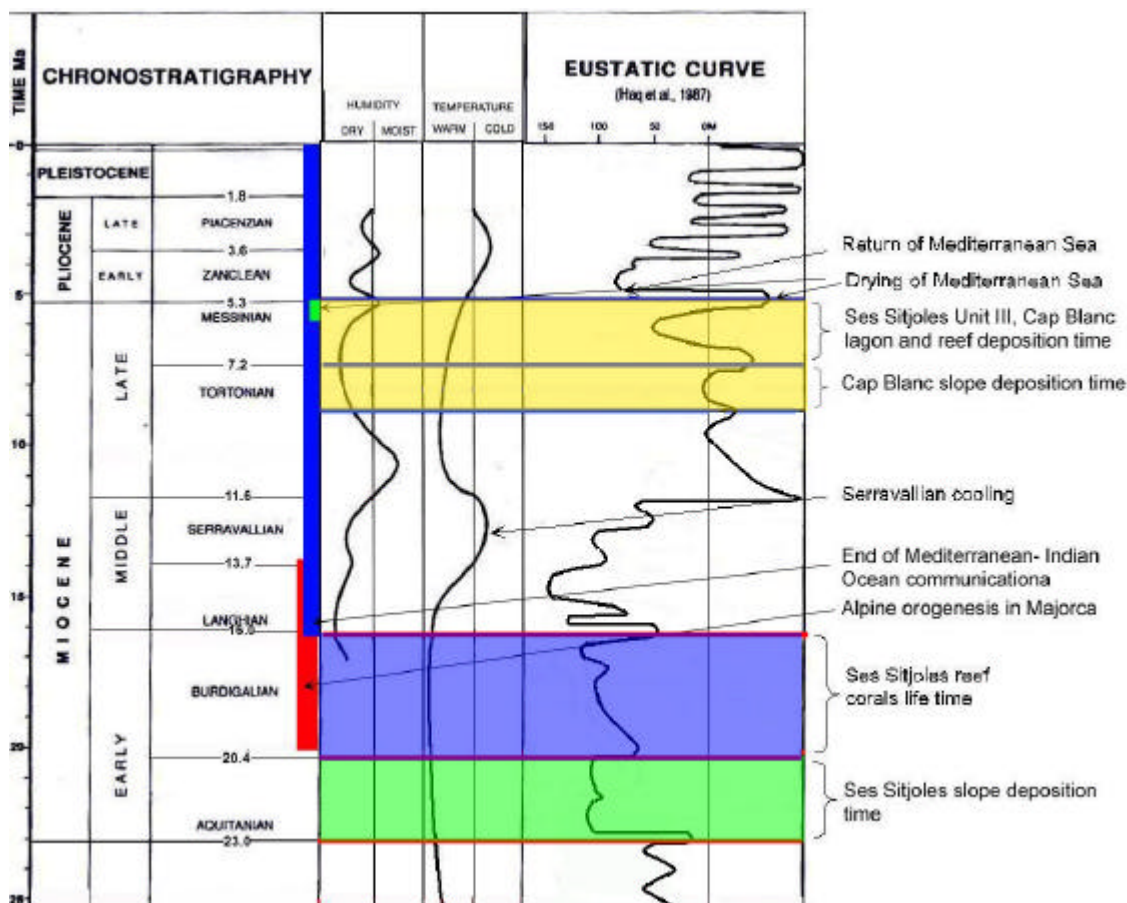 TIME Ma
CHRONOSTRATIGRAPHY
HUMIDITY
DRY MOIST
TEMPERATURE
WARM COLD
EUSTATIC CURVE
(Haq et al., 1987)
150 100 50 0M
0
PLEISTOCENE
1.8
PLIOCENE
LATE
PIACENZIAN
3.6
EARLY
ZANCLEAN
5
5.3
MIOCENE
LATE
MESSINIAN
7.2
TORTONIAN
10
11.6
MIDDLE
SERRAVALLIAN
13.7
15
LANGHIAN
EARLY
BURDIGALIAN
20.4
AQUITANIAN
23.0
Return of Mediterranean Sea
Drying of Mediterranean Sea
Ses Sitjoles Unit III, Cap Blanc
lagon and reef deposition time
Cap Blanc slope deposition time
Serravallian cooling
End of Mediterranean- Indian
Ocean communicationa
Alpine orogenesis in Majorca
Ses Sitjoles reef
corals life time
Ses Sitjoles slope deposition
time